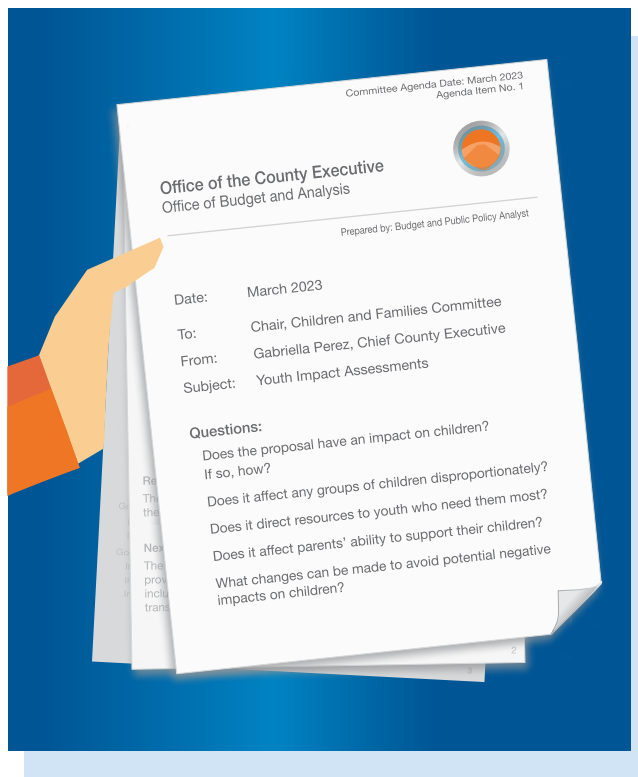 Committee Agenda Date: March 2023
Agenda Item No. 1
Office of the County Executive
Office of Budget and Analysis
Prepared by: Budget and Public Policy Analyst
Date: March 2023
To: Chair, Children and Families Committee
From: Gabriella Perez, Chief County Executive
Subject: Youth Impact Assessments
Questions:
Does the proposal have an impact on children?
If so, how?
Does it affect any groups of children disproportionately?
Does it direct resources to youth who need them most?
Does it affect parents’ ability to support their children?
What changes can be made to avoid potential negative
impacts on children?
The
the
The
2
3